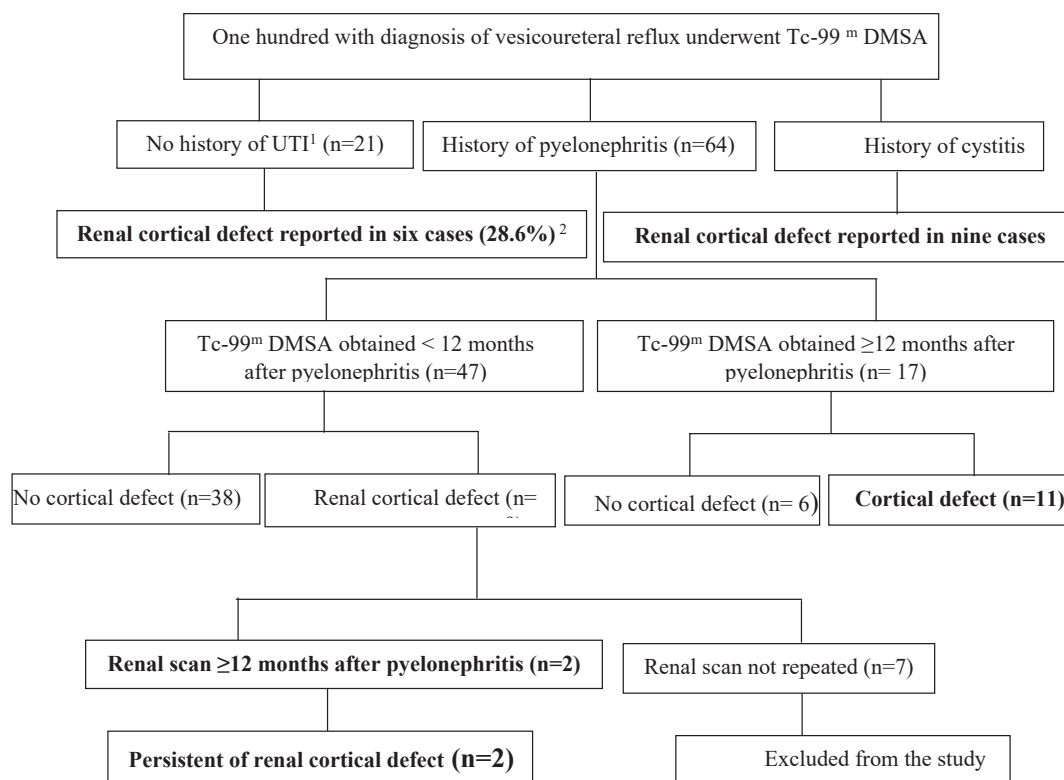 One hundred with diagnosis of vesicoureteral reflux underwent Tc-99 ᵐ DMSA
No history of UTI¹ (n=21)
History of pyelonephritis (n=64)
History of cystitis
Renal cortical defect reported in six cases (28.6%) ²
Renal cortical defect reported in nine cases
Tc-99ᵐ DMSA obtained < 12 months
after pyelonephritis (n=47)
Tc-99ᵐ DMSA obtained ≥12 months after
pyelonephritis (n= 17)
No cortical defect (n=38)
Renal cortical defect (n=
No cortical defect (n= 6)
Cortical defect (n=11)
Renal scan ≥12 months after pyelonephritis (n=2)
Renal scan not repeated (n=7)
Persistent of renal cortical defect (n=2)
Excluded from the study